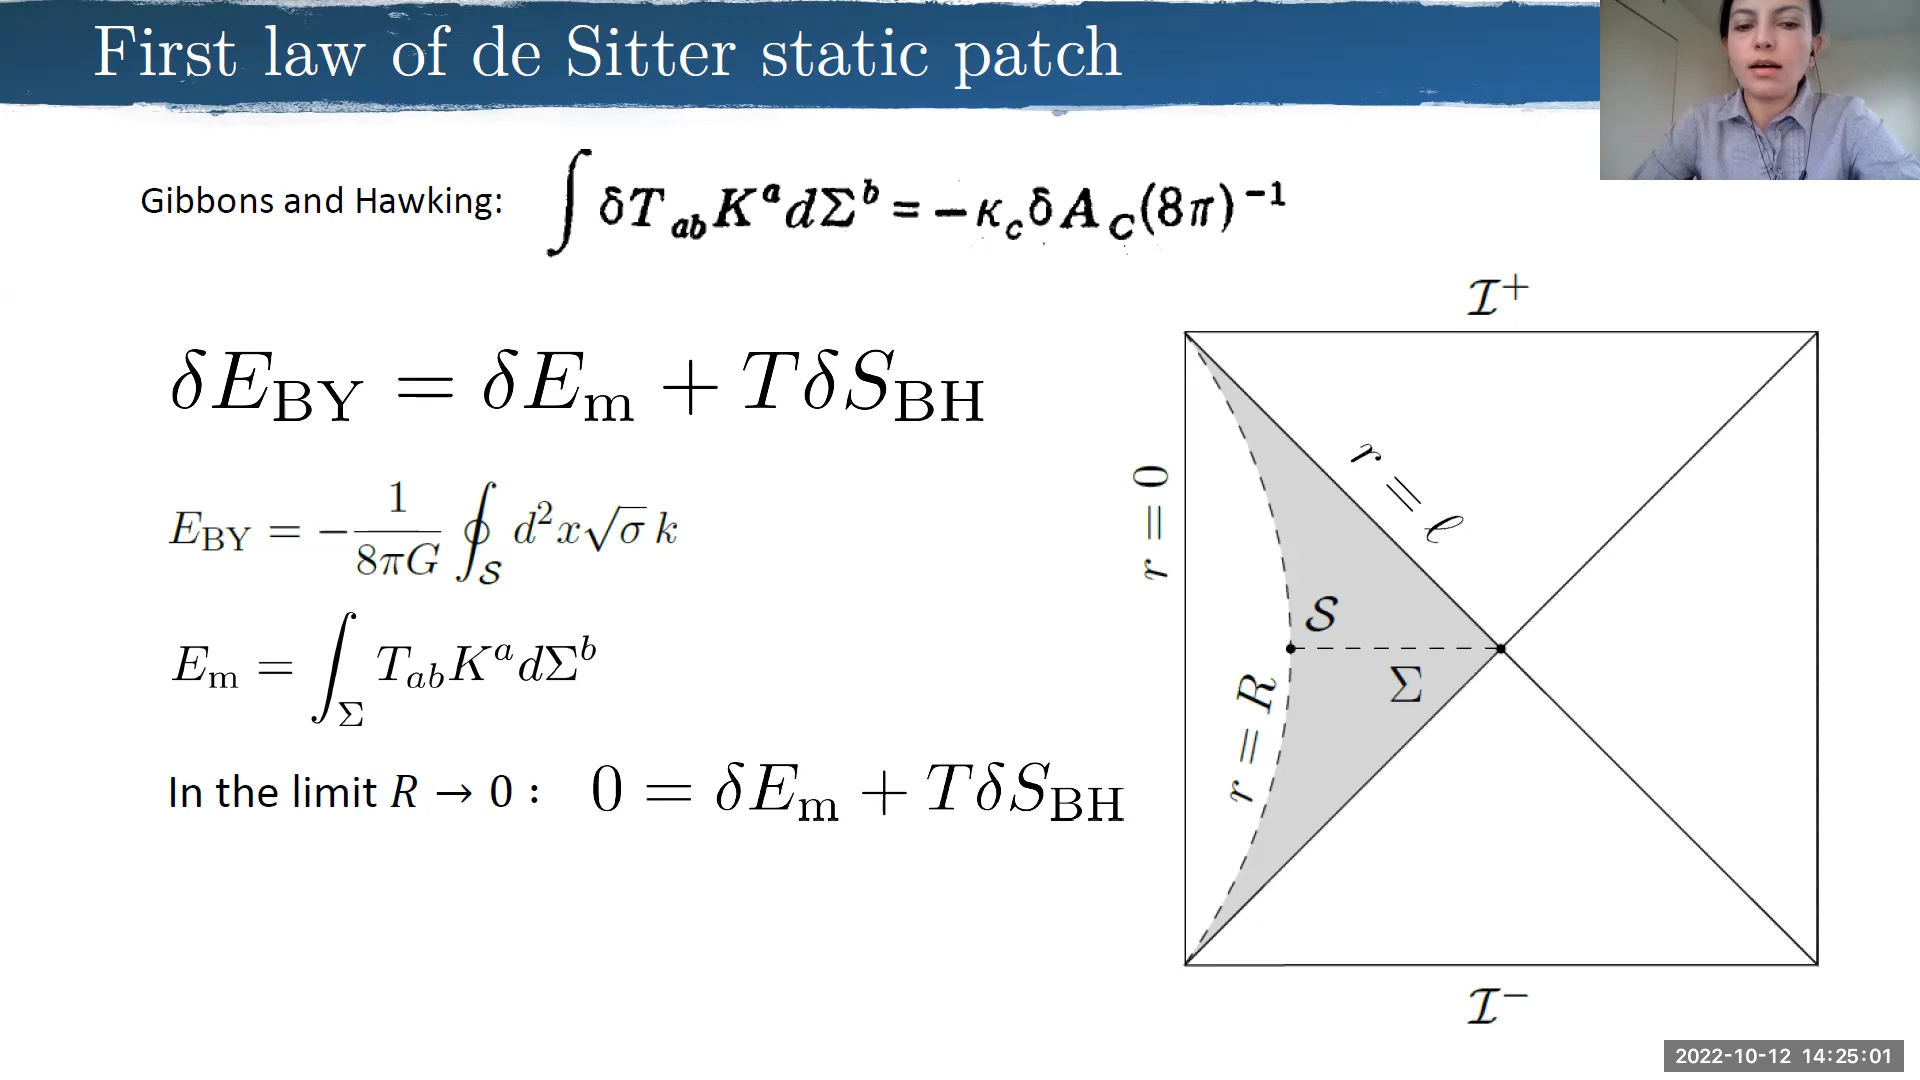 First law of de Sitter static patch
Gibbons and Hawking: ∫ δT_ab K^a dΣ^b = −κ_c δA_C (8π)^−1
δE_BY = δE_m + TδS_BH
E_BY = − 1/8πG ∮_𝒮 d²x√σ k
E_m = ∫_Σ T_ab K^a dΣ^b
In the limit R → 0 : 0 = δE_m + TδS_BH
ℐ⁺
r = 0
r = ℓ
𝒮
Σ
r = R
ℐ⁻
2022-10-12 14:25:01